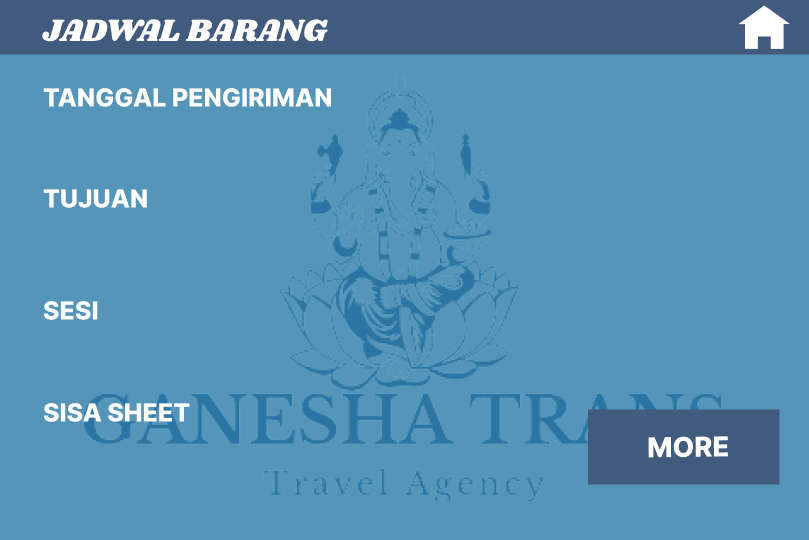 JADWAL BARANG
TANGGAL PENGIRIMAN
TUJUAN
SESI
SISA SHEET
GANESHA TRANS
MORE
Travel Agency